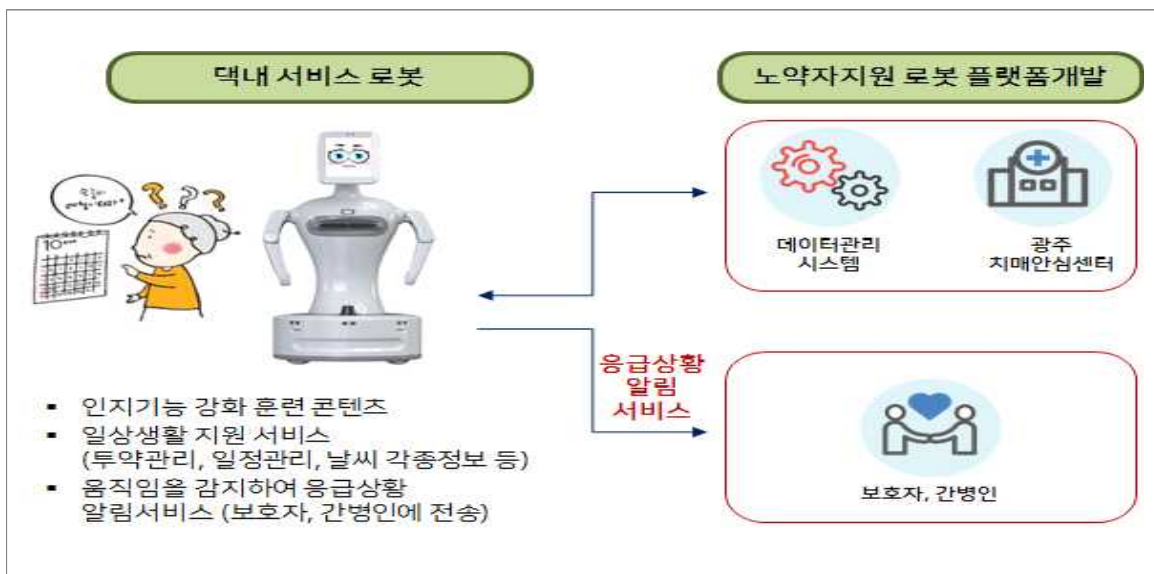 댁내 서비스 로봇
노약자지원 로봇 플랫폼개발
10
데이터관리
시스템
광주
치매안심센터
응급상황
알림
서비스
보호자, 간병인
▪ 인지기능 강화 훈련 콘텐츠
▪ 일상생활 지원 서비스
(투약관리, 일정관리, 날씨 각종정보 등)
▪ 움직임을 감지하여 응급상황
알림서비스 (보호자, 간병인에 전송)